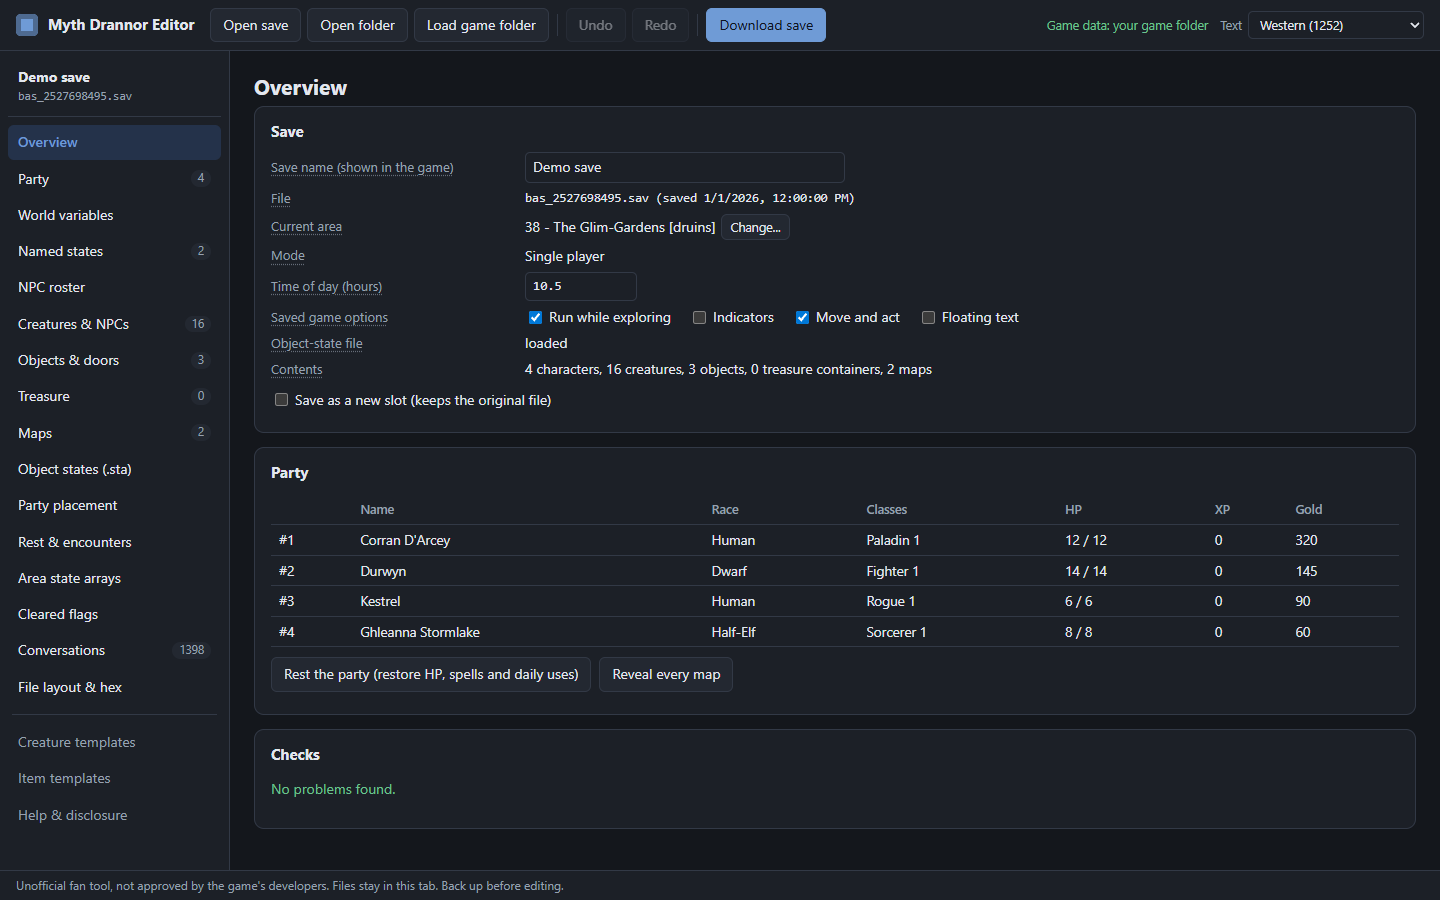 Myth Drannor Editor
Open save
Open folder
Load game folder
Undo
Redo
Download save
Game data: your game folder
Text
Western (1252)
Demo save
bas_2527698495.sav
Overview
Party 4
World variables
Named states 2
NPC roster
Creatures & NPCs 16
Objects & doors 3
Treasure 0
Maps 2
Object states (.sta)
Party placement
Rest & encounters
Area state arrays
Cleared flags
Conversations 1398
File layout & hex
Creature templates
Item templates
Help & disclosure
Overview
Save
Save name (shown in the game) Demo save
File bas_2527698495.sav (saved 1/1/2026, 12:00:00 PM)
Current area 38 - The Glim-Gardens [druins] Change...
Mode Single player
Time of day (hours) 10.5
Saved game options Run while exploring Indicators Move and act Floating text
Object-state file loaded
Contents 4 characters, 16 creatures, 3 objects, 0 treasure containers, 2 maps
Save as a new slot (keeps the original file)
Party
Name Race Classes HP XP Gold
#1 Corran D'Arcey Human Paladin 1 12 / 12 0 320
#2 Durwyn Dwarf Fighter 1 14 / 14 0 145
#3 Kestrel Human Rogue 1 6 / 6 0 90
#4 Ghleanna Stormlake Half-Elf Sorcerer 1 8 / 8 0 60
Rest the party (restore HP, spells and daily uses) Reveal every map
Checks
No problems found.
Unofficial fan tool, not approved by the game's developers. Files stay in this tab. Back up before editing.